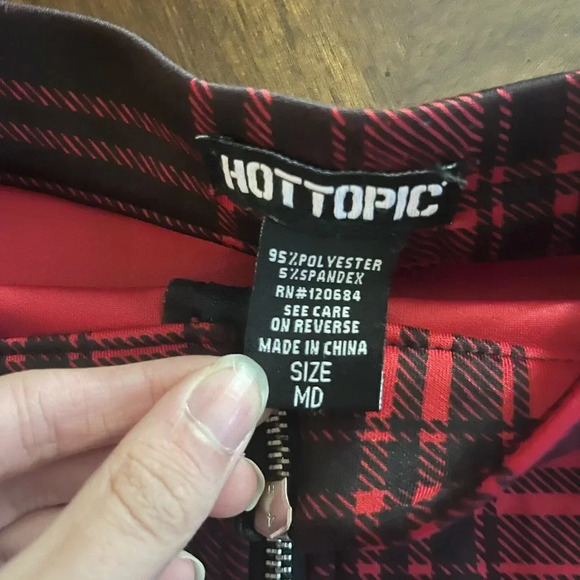 HOTTOPIC
95%POLYESTER
5%SPANDEX
RN#120684
SEE CARE
ON REVERSE
MADE IN CHINA
SIZE
MD